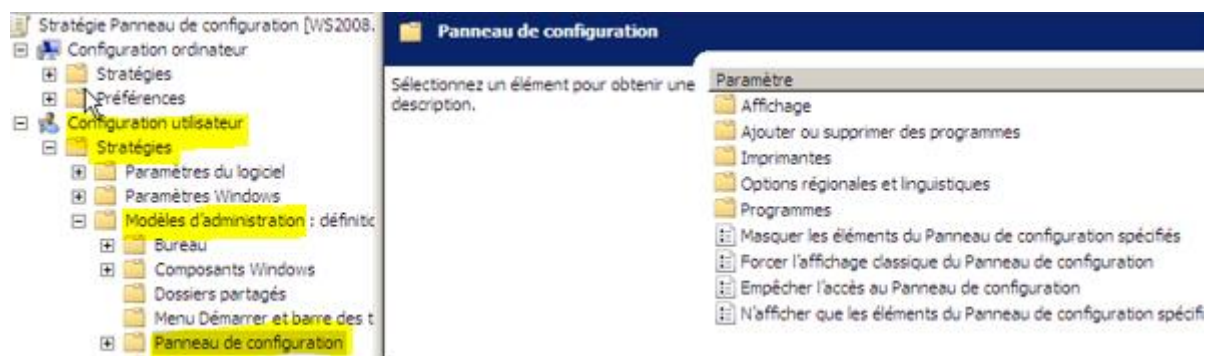 Stratégie Panneau de configuration [WS2008.
Configuration ordinateur
Stratégies
Préférences
Configuration utilisateur
Stratégies
Paramètres du logiciel
Paramètres Windows
Modèles d'administration : définitic
Bureau
Composants Windows
Dossiers partagés
Menu Démarrer et barre des t
Panneau de configuration
Panneau de configuration
Sélectionnez un élément pour obtenir une
description.
Paramètre
Affichage
Ajouter ou supprimer des programmes
Imprimantes
Options régionales et linguistiques
Programmes
Masquer les éléments du Panneau de configuration spécifiés
Forcer l'affichage classique du Panneau de configuration
Empêcher l'accès au Panneau de configuration
N'afficher que les éléments du Panneau de configuration spécifi